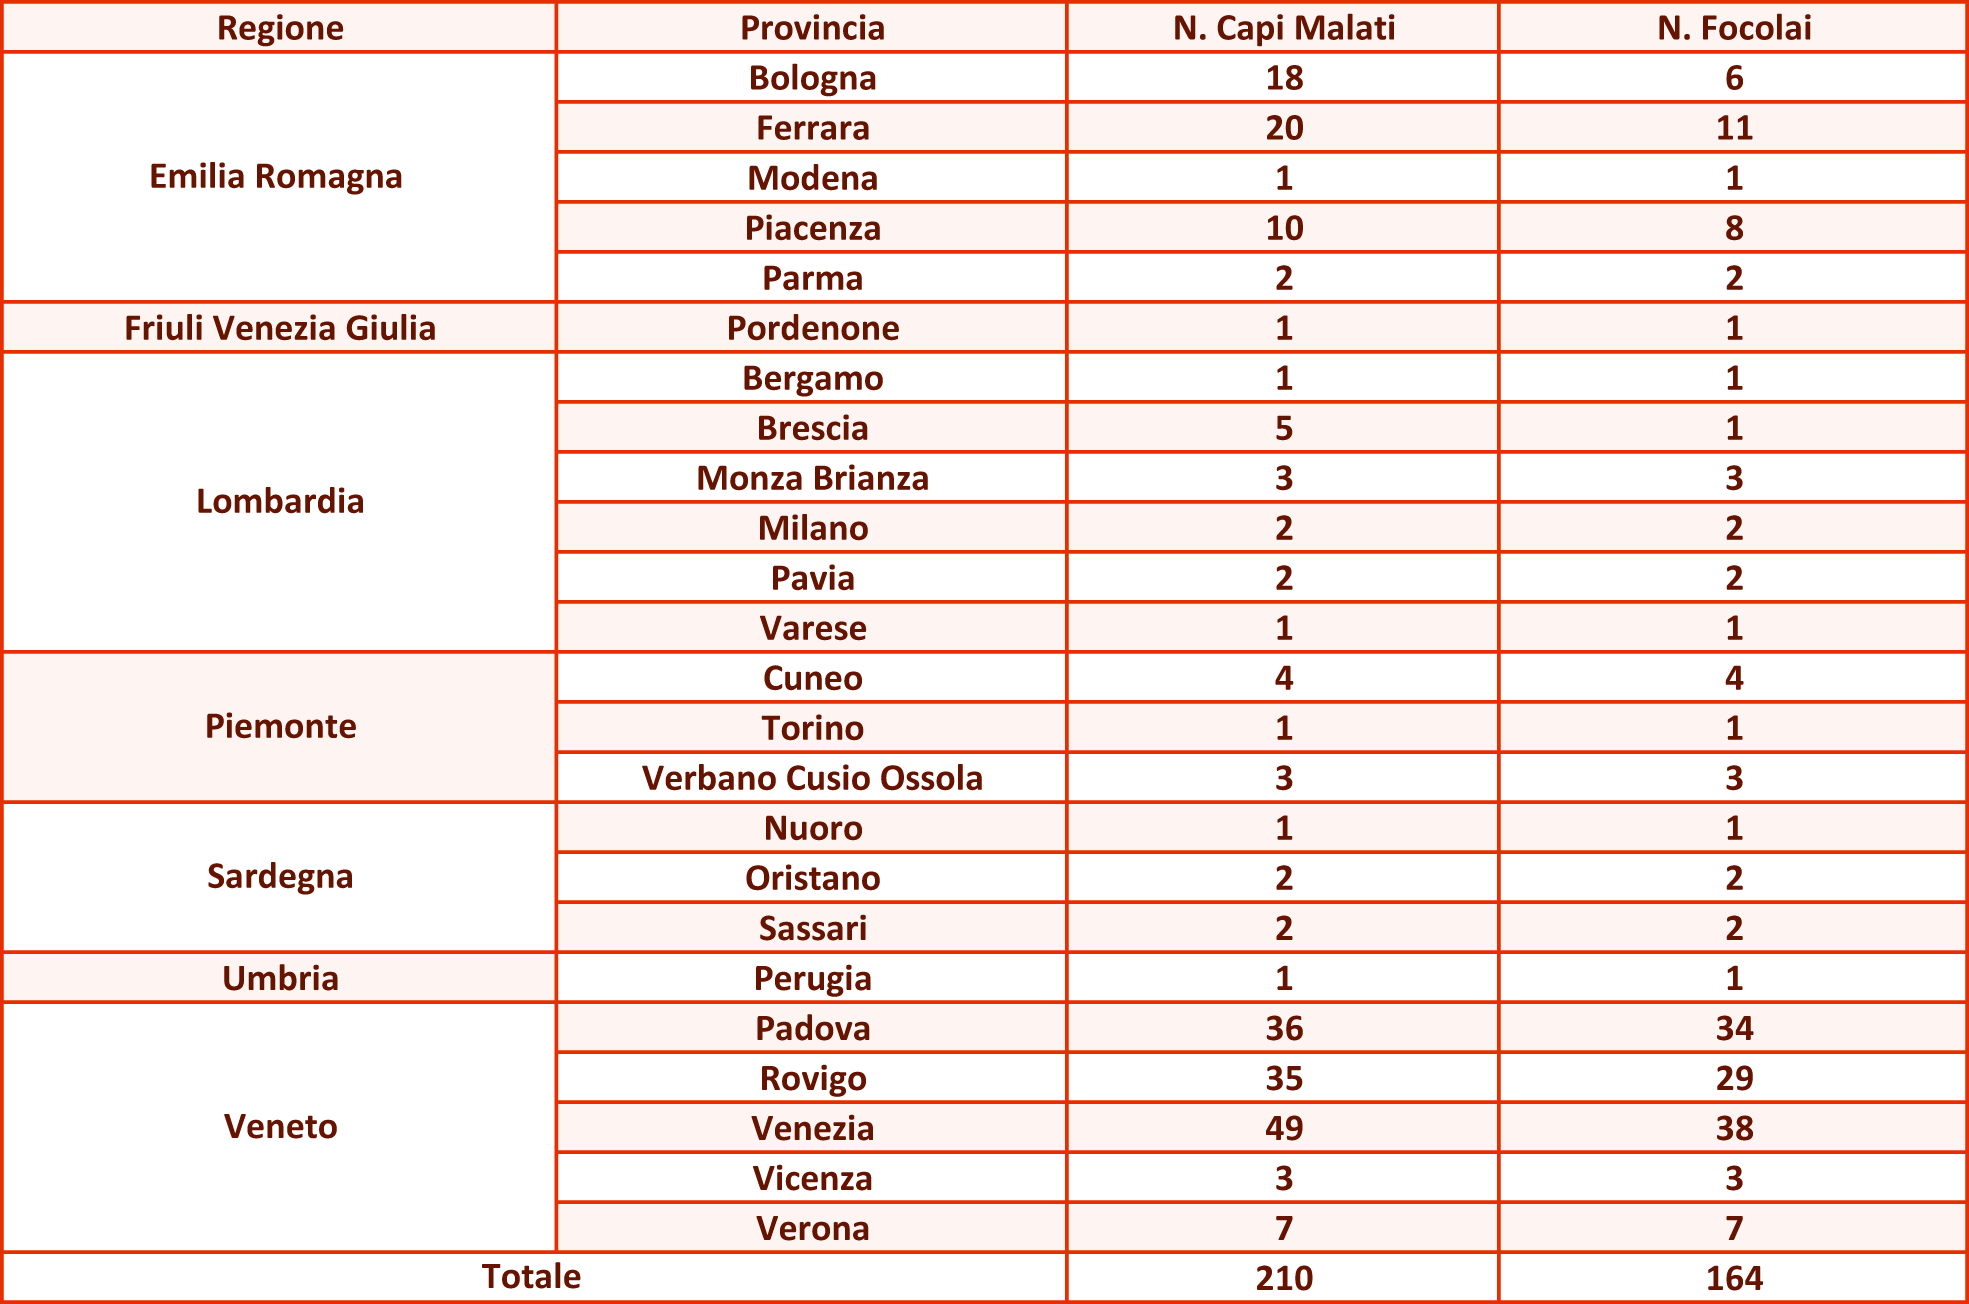 Regione Provincia N. Capi Malati N. Focolai
Emilia Romagna Bologna 18 6
Ferrara 20 11
Modena 1 1
Piacenza 10 8
Parma 2 2
Friuli Venezia Giulia Pordenone 1 1
Lombardia Bergamo 1 1
Brescia 5 1
Monza Brianza 3 3
Milano 2 2
Pavia 2 2
Varese 1 1
Piemonte Cuneo 4 4
Torino 1 1
Verbano Cusio Ossola 3 3
Sardegna Nuoro 1 1
Oristano 2 2
Sassari 2 2
Umbria Perugia 1 1
Veneto Padova 36 34
Rovigo 35 29
Venezia 49 38
Vicenza 3 3
Verona 7 7
Totale 210 164